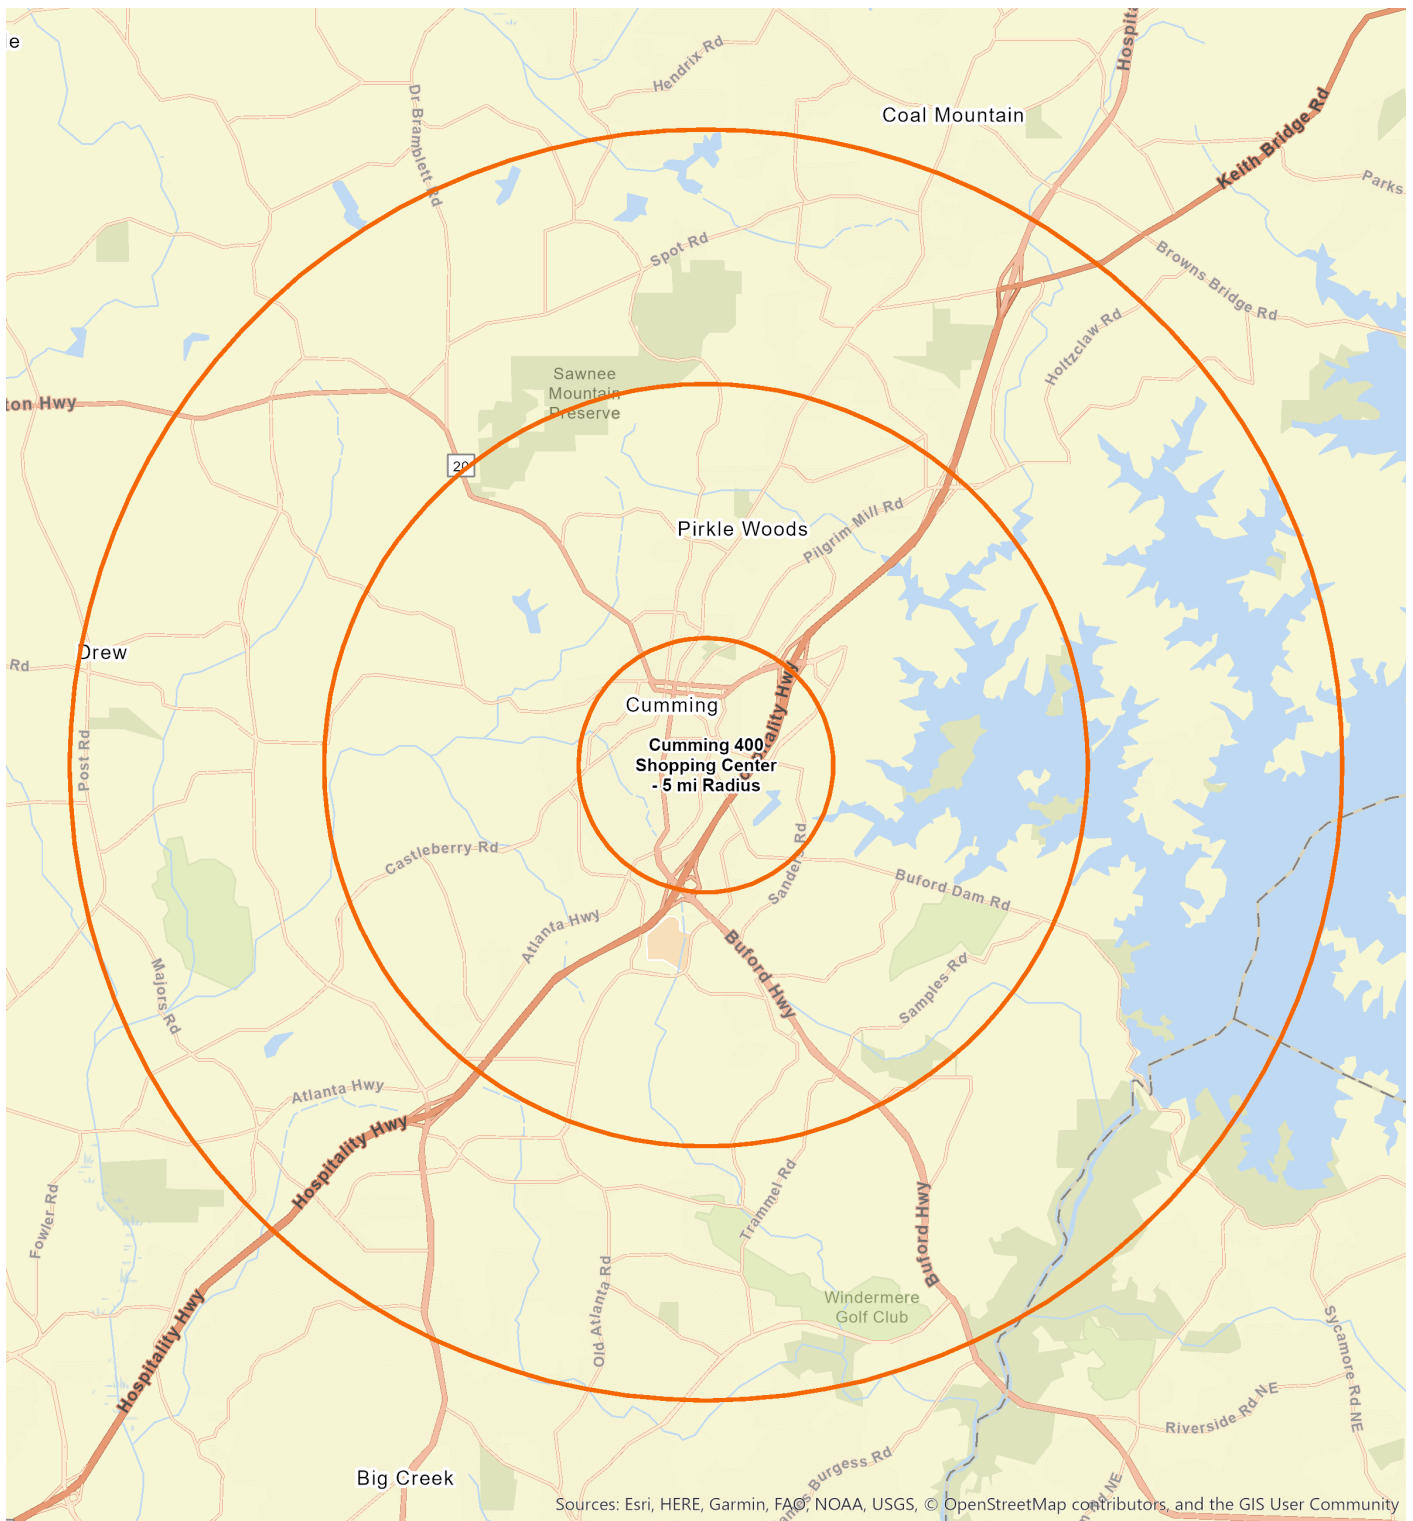 le
Hospita
Hendrix Rd
Dr Bramblett Rd
Coal Mountain
Keith Bridge Rd
Parks
Spot Rd
Browns Bridge Rd
Holtzclaw Rd
Sawnee
Mountain
Preserve
ton Hwy
20
Pirkle Woods
Pilgrim Mill Rd
Drew
Rd
Cumming
Hospitality Hwy
Cumming 400
Shopping Center
- 5 mi Radius
Post Rd
Castleberry Rd
Sanders Rd
Buford Dam Rd
Atlanta Hwy
Buford Hwy
Samples Rd
Majors Rd
Atlanta Hwy
Hospitality Hwy
Fowler Rd
Trammel Rd
Buford Hwy
Old Atlanta Rd
Windermere
Golf Club
Hospitality Hwy
Sycamore Rd NE
Riverside Rd NE
Big Creek
Burgess Rd
Rd NE
Sources: Esri, HERE, Garmin, FAO, NOAA, USGS, © OpenStreetMap contributors, and the GIS User Community